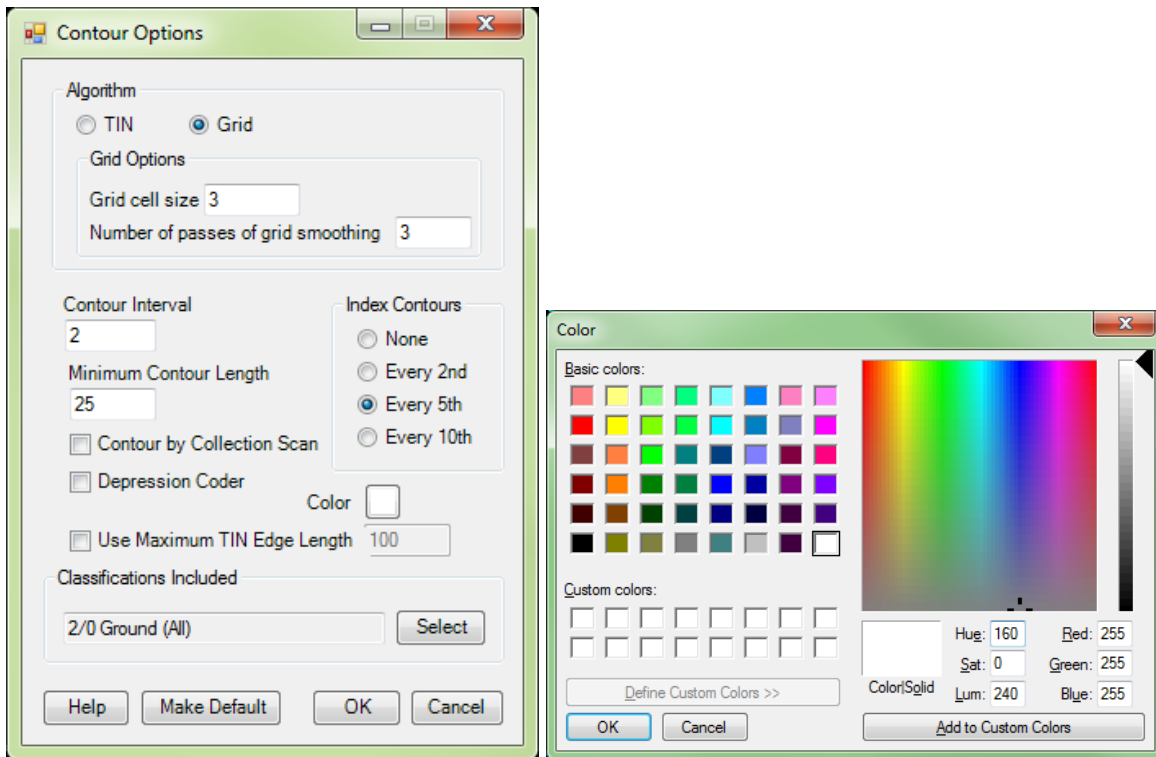 Contour Options
Algorithm
TIN Grid
Grid Options
Grid cell size 3
Number of passes of grid smoothing 3
Contour Interval
2
Minimum Contour Length
25
Contour by Collection Scan
Depression Coder
Color
Use Maximum TIN Edge Length 100
Index Contours
None
Every 2nd
Every 5th
Every 10th
Classifications Included
2/0 Ground (All) Select
Help Make Default OK Cancel
Color
Basic colors:
Custom colors:
Define Custom Colors >>
OK Cancel
Color|Solid
Hue: 160 Red: 255
Sat: 0 Green: 255
Lum: 240 Blue: 255
Add to Custom Colors